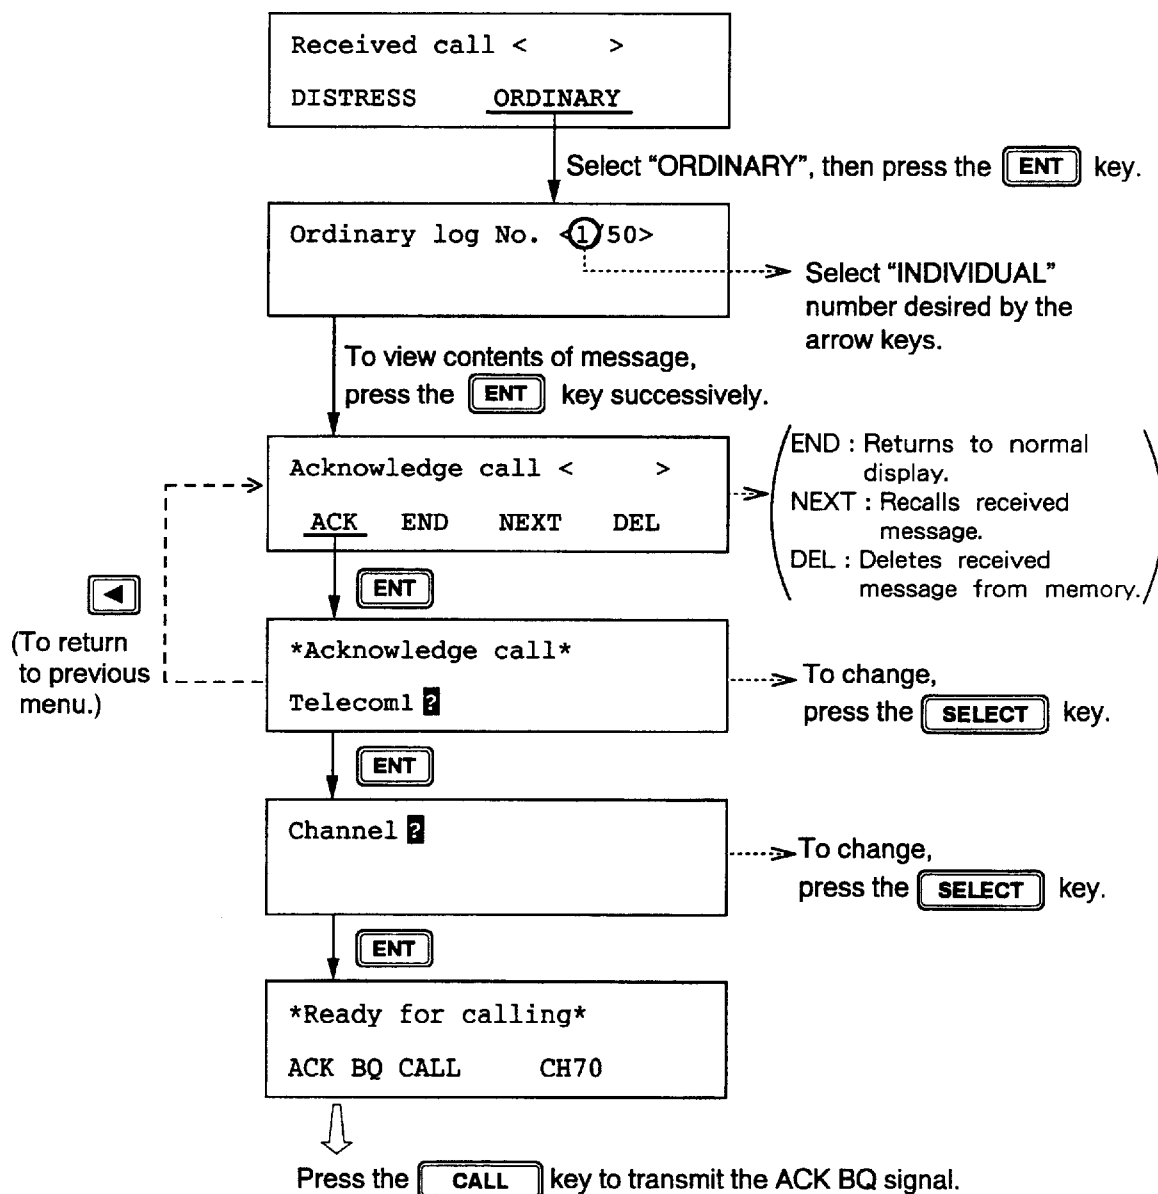 Received call < >
DISTRESS ORDINARY
Select “ORDINARY”, then press the ENT key.
Ordinary log No. <1/50>
Select “INDIVIDUAL”
number desired by the
arrow keys.
To view contents of message,
press the ENT key successively.
Acknowledge call < >
ACK END NEXT DEL
END : Returns to normal
display.
NEXT : Recalls received
message.
DEL : Deletes received
message from memory.
ENT
(To return
to previous
menu.)
*Acknowledge call*
Telecom1 ?
To change,
press the SELECT key.
ENT
Channel ?
To change,
press the SELECT key.
ENT
*Ready for calling*
ACK BQ CALL CH70
Press the CALL key to transmit the ACK BQ signal.